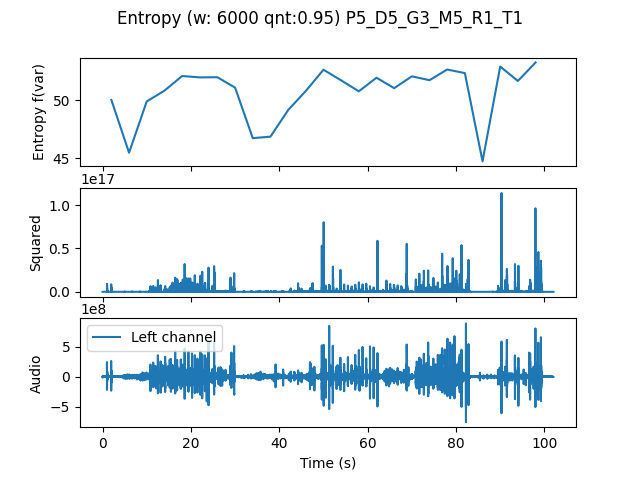 Entropy (w: 6000 qnt:0.95) P5_D5_G3_M5_R1_T1
Entropy f(var)
50
45
1e17
Squared
1.0
0.5
0.0
1e8
Audio
Left channel
5
0
−5
0 20 40 60 80 100
Time (s)